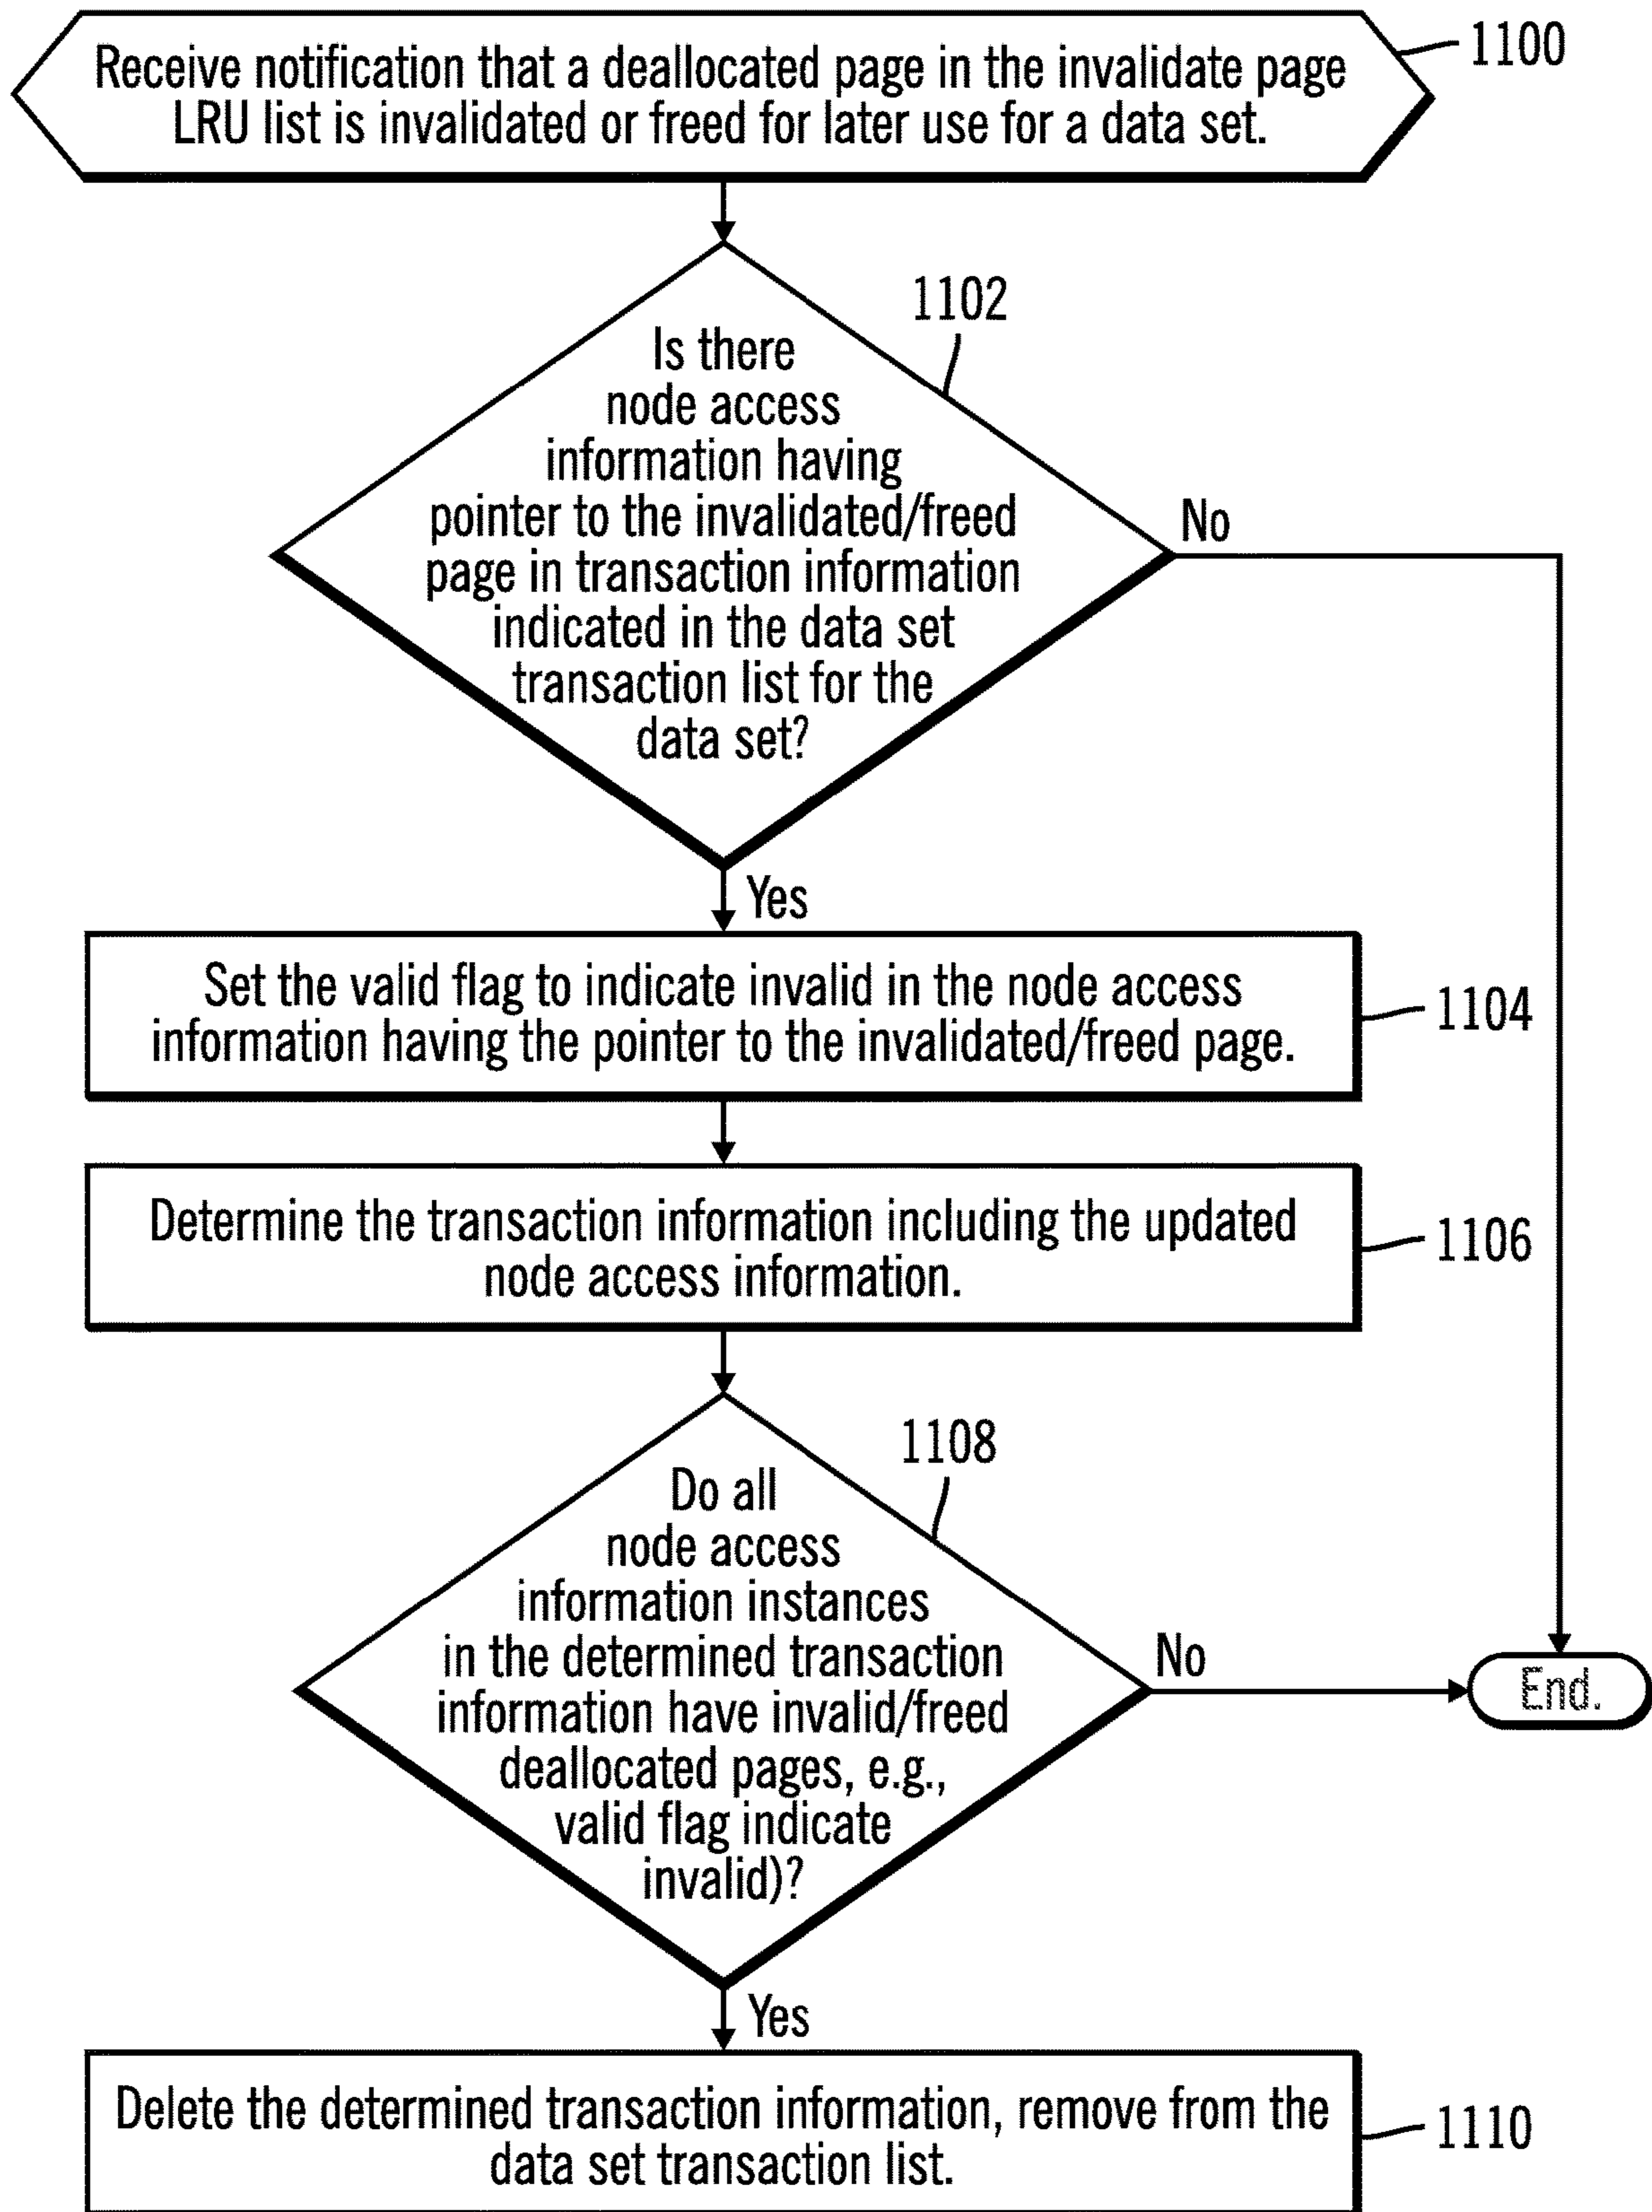 Receive notification that a deallocated page in the invalidate page
LRU list is invalidated or freed for later use for a data set.
1100
1102
Is there
node access
information having
pointer to the invalidated/freed
page in transaction information
indicated in the data set
transaction list for the
data set?
No
Yes
Set the valid flag to indicate invalid in the node access
information having the pointer to the invalidated/freed page.
1104
Determine the transaction information including the updated
node access information.
1106
1108
Do all
node access
information instances
in the determined transaction
information have invalid/freed
deallocated pages, e.g.,
valid flag indicate
invalid)?
No
End.
Yes
Delete the determined transaction information, remove from the
data set transaction list.
1110